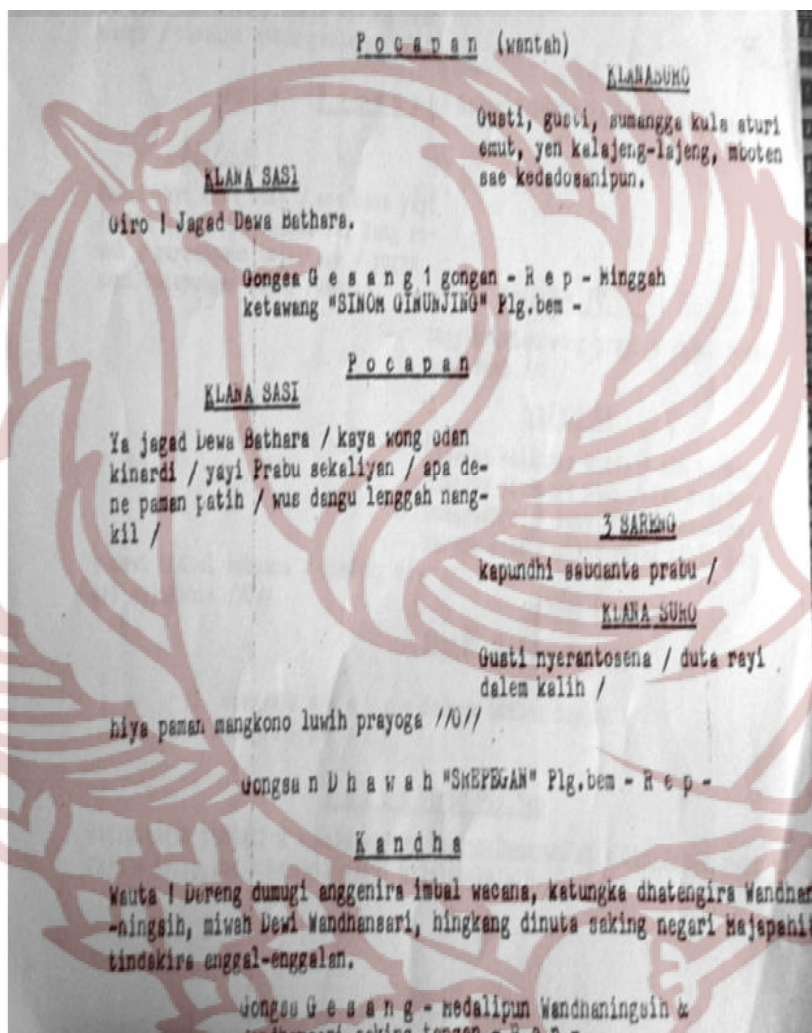 P o c a p a n (wantah)
KLANASURO
Gusti, gusti, sumangga kula aturi
emut, yen kalajeng-lajeng, mboten
sae kedadosanipun.
KLANA SASI
Giro ! Jagad Dewa Bathara.
Gongsa G e s a n g 1 gongan - R e p - Minggah
ketawang "SINOM GINUNJING" Plg.bem -
P o c a p a n
KLANA SASI
Ya jagad Dewa Bathara / kaya wong edan
kinardi / yayi Prabu sekaliyan / apa de-
ne paman patih / wus dangu lenggah nang-
kil /
3 SARENG
kapundhi sabdanta prabu /
KLANA SURO
Gusti nyerantosena / duta rayi
dalem kalih /
hiya paman mangkono luwih prayoga //0//
Gongsa n D h a w a h "SREPEGAN" Plg.bem - R e p -
K a n d h a
Wauta ! Dereng dumugi anggenira imbal wacana, katungka dhatengira Wandhan
-ningsih, miwah Dewi Wandhansari, hingkang dinuta saking negari Majapahit
tindakira enggal-enggalan.
Gongsa G e s a n g - Medalipun Wandhaningsih &
saking tengen - R e p -